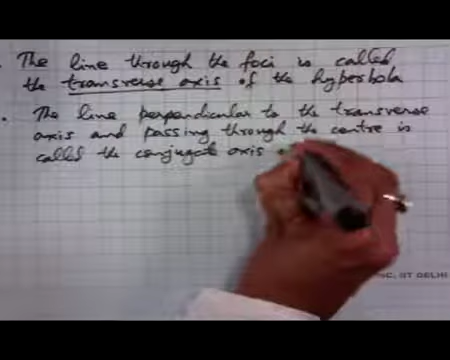 . The line through the foci is called
the transverse axis of the hyperbola
. The line perpendicular to the transverse
axis and passing through the centre is
called the conjugate axis
C, IIT DELHI